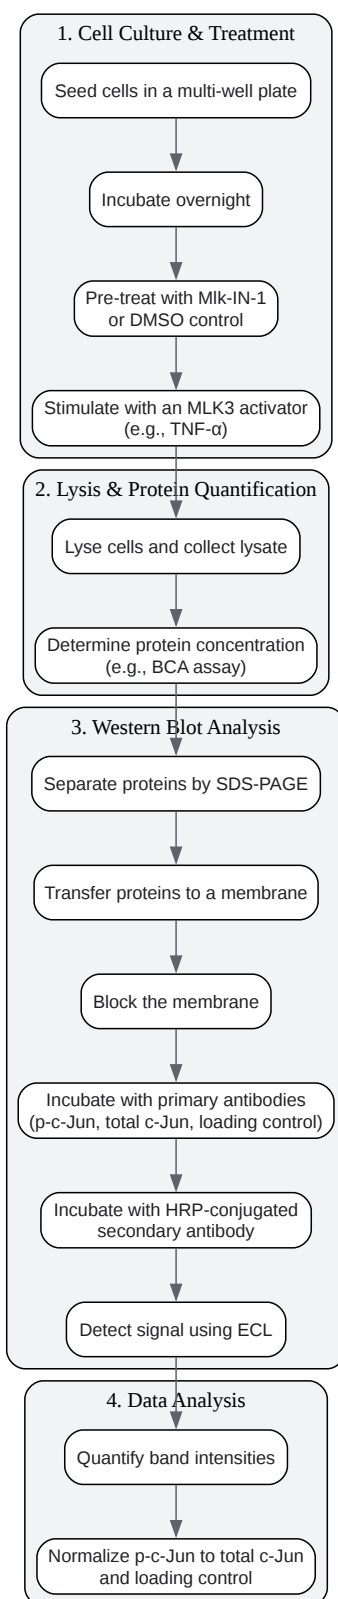 1. Cell Culture & Treatment
Seed cells in a multi-well plate
Incubate overnight
Pre-treat with Mlk-IN-1
or DMSO control
Stimulate with an MLK3 activator
(e.g., TNF-α)
2. Lysis & Protein Quantification
Lyse cells and collect lysate
Determine protein concentration
(e.g., BCA assay)
3. Western Blot Analysis
Separate proteins by SDS-PAGE
Transfer proteins to a membrane
Block the membrane
Incubate with primary antibodies
(p-c-Jun, total c-Jun, loading control)
Incubate with HRP-conjugated
secondary antibody
Detect signal using ECL
4. Data Analysis
Quantify band intensities
Normalize p-c-Jun to total c-Jun
and loading control